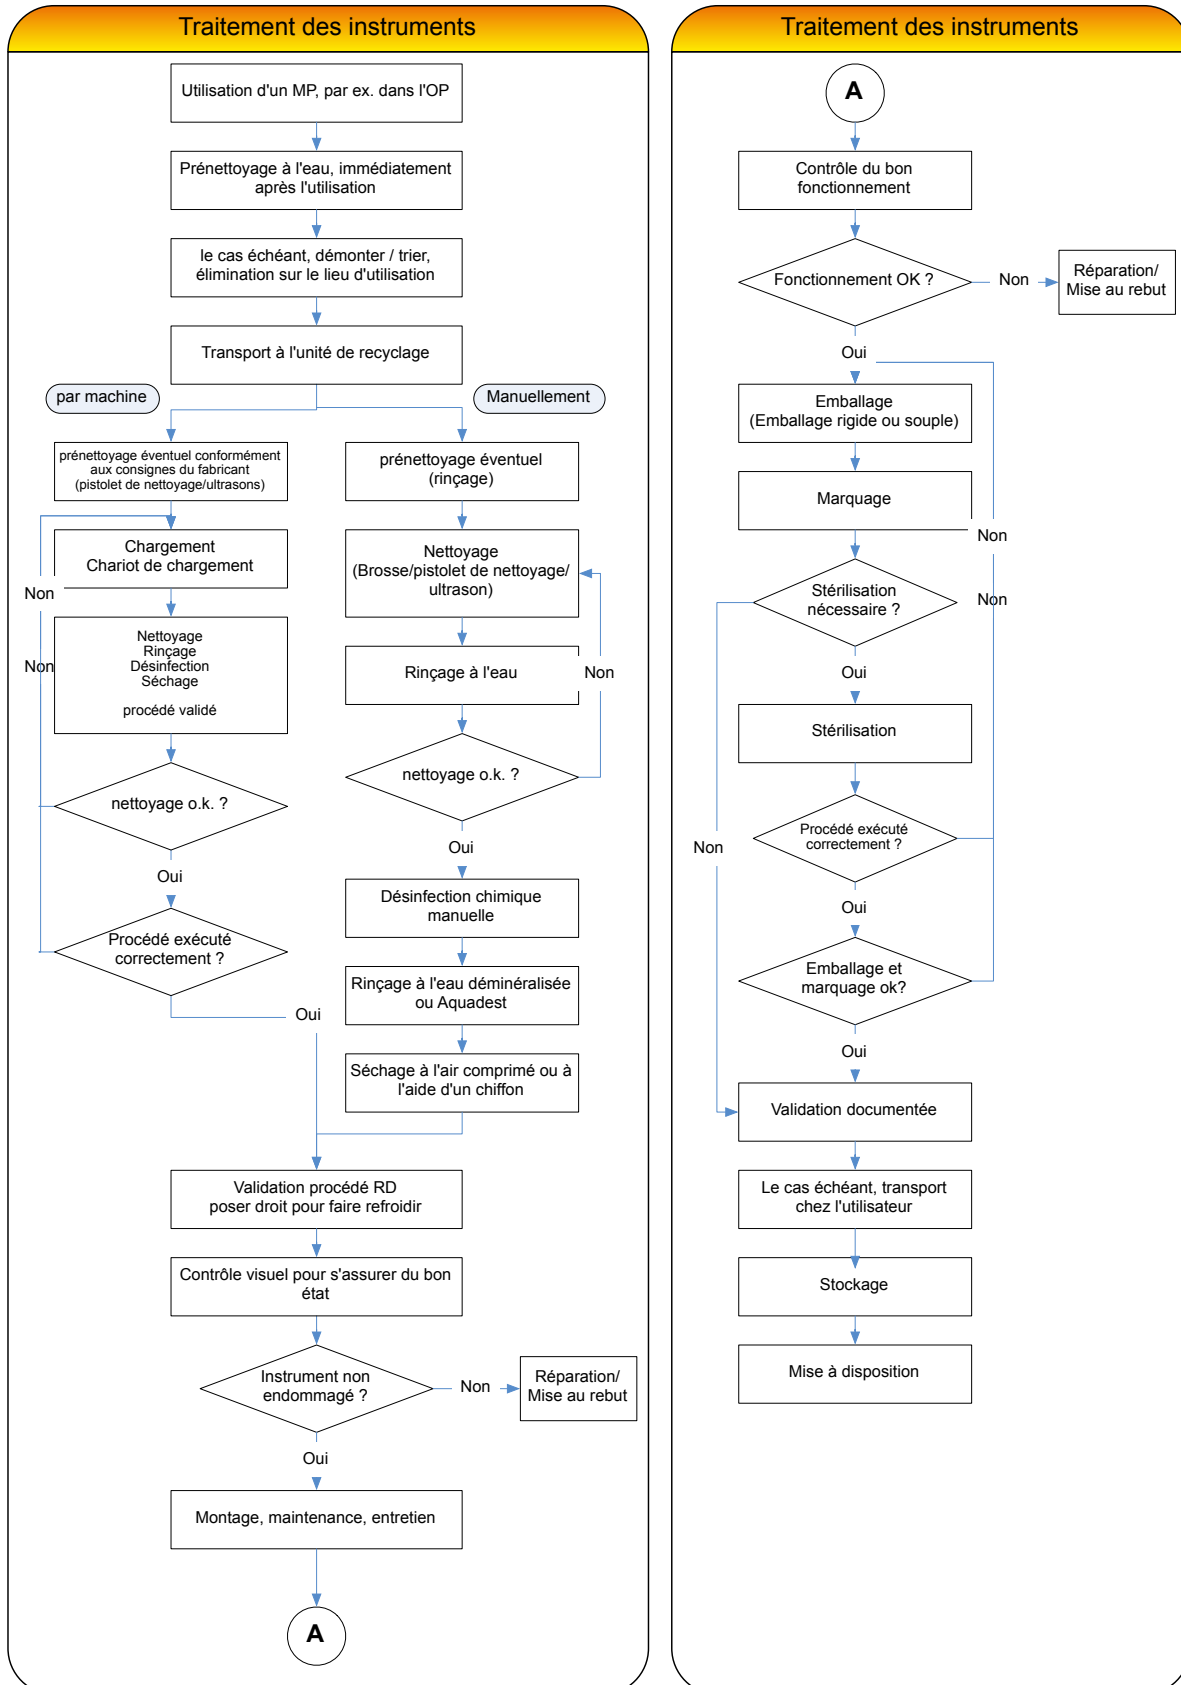 Traitement des instruments
Utilisation d'un MP, par ex. dans l'OP
Prénettoyage à l'eau, immédiatement
après l'utilisation
le cas échéant, démonter / trier,
élimination sur le lieu d'utilisation
Transport à l'unité de recyclage
par machine
Manuellement
prénettoyage éventuel conformément
aux consignes du fabricant
(pistolet de nettoyage/ultrasons)
Chargement
Chariot de chargement
Non
Nettoyage
Rinçage
Désinfection
Séchage
procédé validé
Non
nettoyage o.k. ?
Oui
Procédé exécuté
correctement ?
Oui
prénettoyage éventuel
(rinçage)
Nettoyage
(Brosse/pistolet de nettoyage/
ultrason)
Rinçage à l'eau
Non
nettoyage o.k. ?
Oui
Désinfection chimique
manuelle
Rinçage à l'eau déminéralisée
ou Aquadest
Séchage à l'air comprimé ou à
l'aide d'un chiffon
Validation procédé RD
poser droit pour faire refroidir
Contrôle visuel pour s'assurer du bon
état
Instrument non
endommagé ?
Non
Réparation/
Mise au rebut
Oui
Montage, maintenance, entretien
A
Traitement des instruments
A
Contrôle du bon
fonctionnement
Fonctionnement OK ?
Non
Réparation/
Mise au rebut
Oui
Emballage
(Emballage rigide ou souple)
Marquage
Non
Stérilisation
nécessaire ?
Non
Oui
Stérilisation
Procédé exécuté
correctement ?
Non
Oui
Emballage et
marquage ok?
Oui
Validation documentée
Le cas échéant, transport
chez l'utilisateur
Stockage
Mise à disposition